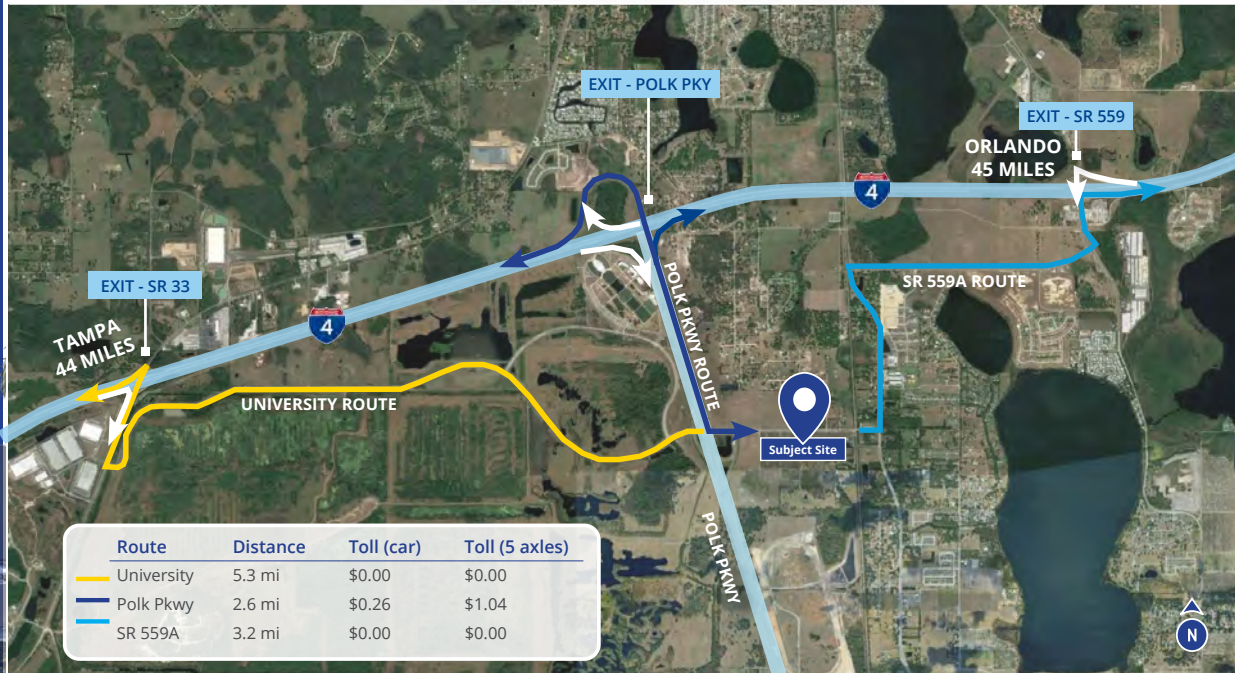 EXIT - POLK PKY
EXIT - SR 559
ORLANDO
45 MILES
4
EXIT - SR 33
TAMPA
44 MILES
4
SR 559A ROUTE
POLK PKWY ROUTE
UNIVERSITY ROUTE
Subject Site
POLK PKWY
Route Distance Toll (car) Toll (5 axles)
University 5.3 mi $0.00 $0.00
Polk Pkwy 2.6 mi $0.26 $1.04
SR 559A 3.2 mi $0.00 $0.00
N